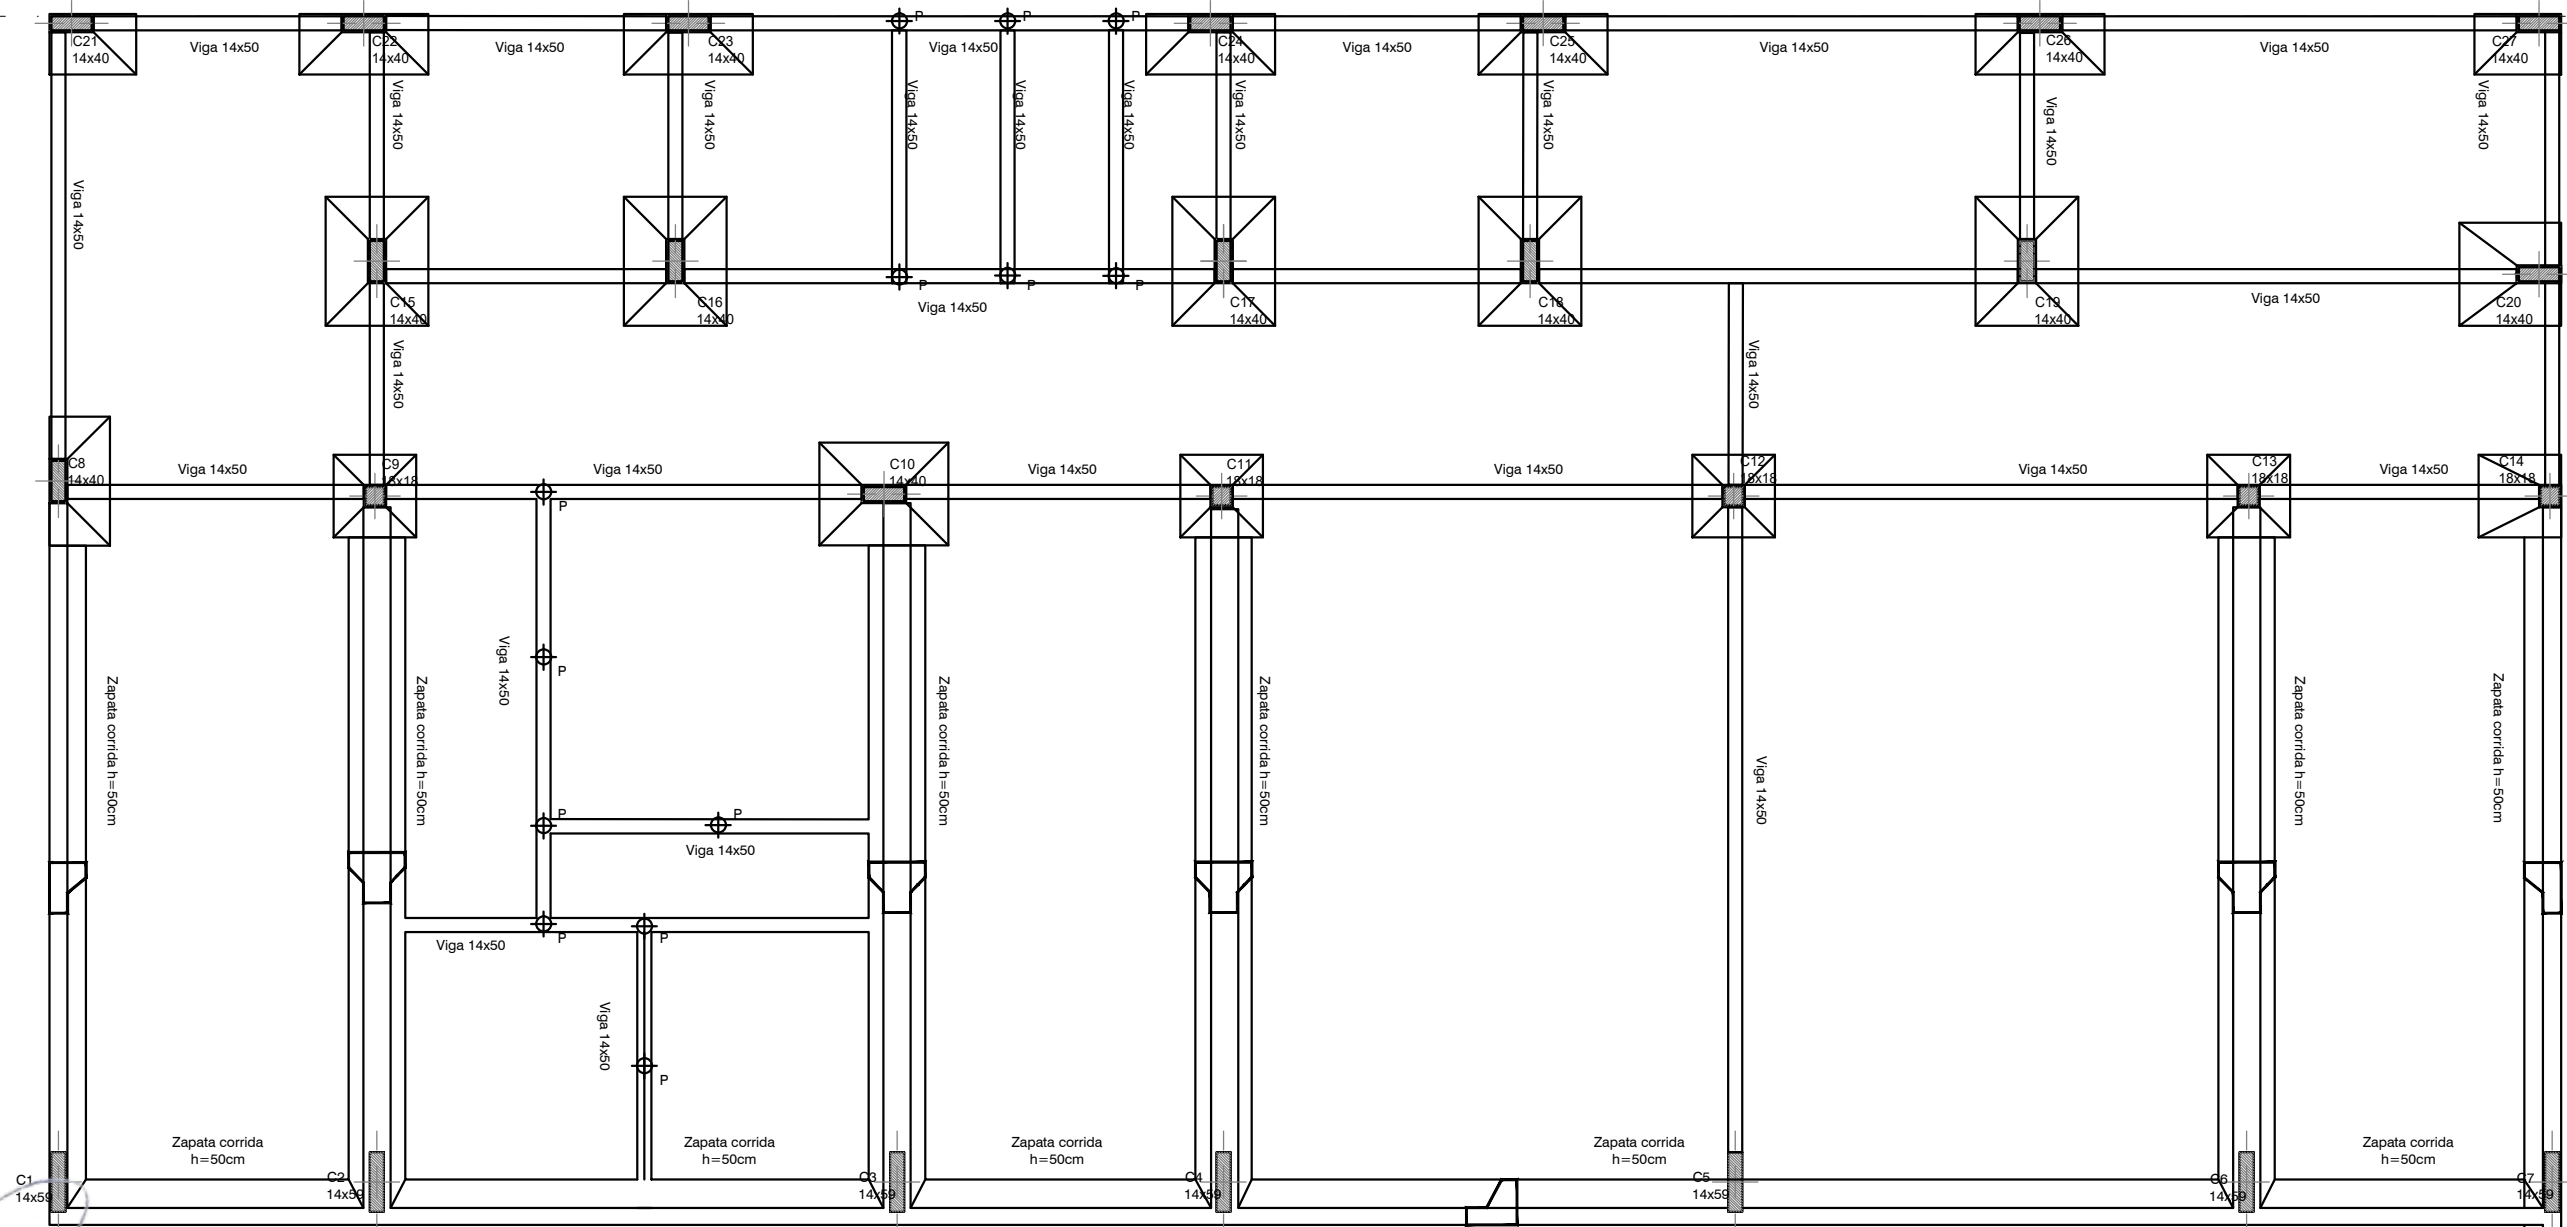 P
P
P
C21
14x40
Viga 14x50
C22
14x40
Viga 14x50
C23
14x40
Viga 14x50
C24
14x40
Viga 14x50
C25
14x40
Viga 14x50
C26
14x40
Viga 14x50
C27
14x40
Viga 14x50
Viga 14x50
Viga 14x50
Viga 14x50
Viga 14x50
Viga 14x50
Viga 14x50
Viga 14x50
Viga 14x50
Viga 14x50
P
P
P
C15
14x40
C16
14x40
Viga 14x50
C17
14x40
C18
14x40
C19
14x40
Viga 14x50
C20
14x40
Viga 14x50
Viga 14x50
C8
14x40
Viga 14x50
C9
18x18
Viga 14x50
C10
14x40
Viga 14x50
C11
18x18
Viga 14x50
C12
18x18
Viga 14x50
C13
18x18
Viga 14x50
C14
18x18
P
Viga 14x50
P
Zapata corrida h=50cm
Zapata corrida h=50cm
Zapata corrida h=50cm
Zapata corrida h=50cm
Viga 14x50
Zapata corrida h=50cm
Zapata corrida h=50cm
P
P
Viga 14x50
Viga 14x50
P
P
Viga 14x50
P
Zapata corrida
h=50cm
Zapata corrida
h=50cm
Zapata corrida
h=50cm
Zapata corrida
h=50cm
Zapata corrida
h=50cm
C1
14x59
C2
14x59
C3
14x59
C4
14x59
C5
14x59
C6
14x59
C7
14x59